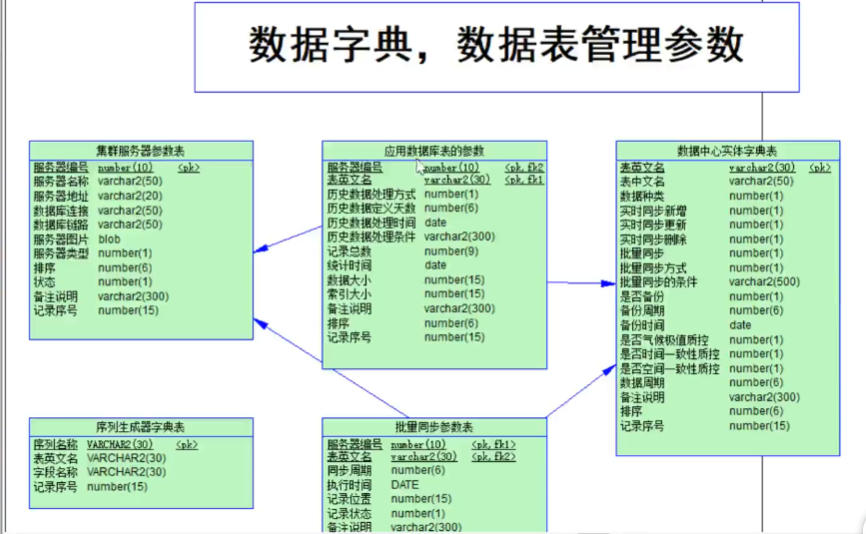 数据字典，数据表管理参数
集群服务器参数表
服务器编号 number(10) <pk>
服务器名称 varchar2(50)
服务器地址 varchar2(20)
数据库连接 varchar2(50)
数据库链路 varchar2(50)
服务器图片 blob
服务器类型 number(1)
排序 number(6)
状态 number(1)
备注说明 varchar2(300)
记录序号 number(15)
应用数据库表的参数
服务器编号 number(10) <pk,fk2
表英文名 varchar2(30) <pk,fk1
历史数据处理方式 number(1)
历史数据定义天数 number(6)
历史数据处理时间 date
历史数据处理条件 varchar2(300)
记录总数 number(9)
统计时间 date
数据大小 number(15)
索引大小 number(15)
备注说明 varchar2(300)
排序 number(6)
记录序号 number(15)
数据中心实体字典表
表英文名 varchar2(30) <pk>
表中文名 varchar2(50)
数据种类 number(1)
实时同步新增 number(1)
实时同步更新 number(1)
实时同步删除 number(1)
批量同步 number(1)
批量同步方式 number(1)
批量同步的条件 varchar2(500)
是否备份 number(1)
备份周期 number(6)
备份时间 date
是否气候极值质控 number(1)
是否时间一致性质控 number(1)
是否空间一致性质控 number(1)
数据周期 number(6)
备注说明 varchar2(300)
排序 number(6)
记录序号 number(15)
序列生成器字典表
序列名称 VARCHAR2(30) <pk>
表英文名 VARCHAR2(30)
字段名称 VARCHAR2(30)
记录序号 number(15)
批量同步参数表
服务器编号 number(10) <pk,fk1>
表英文名 varchar2(30) <pk,fk2>
同步周期 number(6)
执行时间 DATE
记录位置 number(15)
记录状态 number(1)
备注说明 varchar2(300)